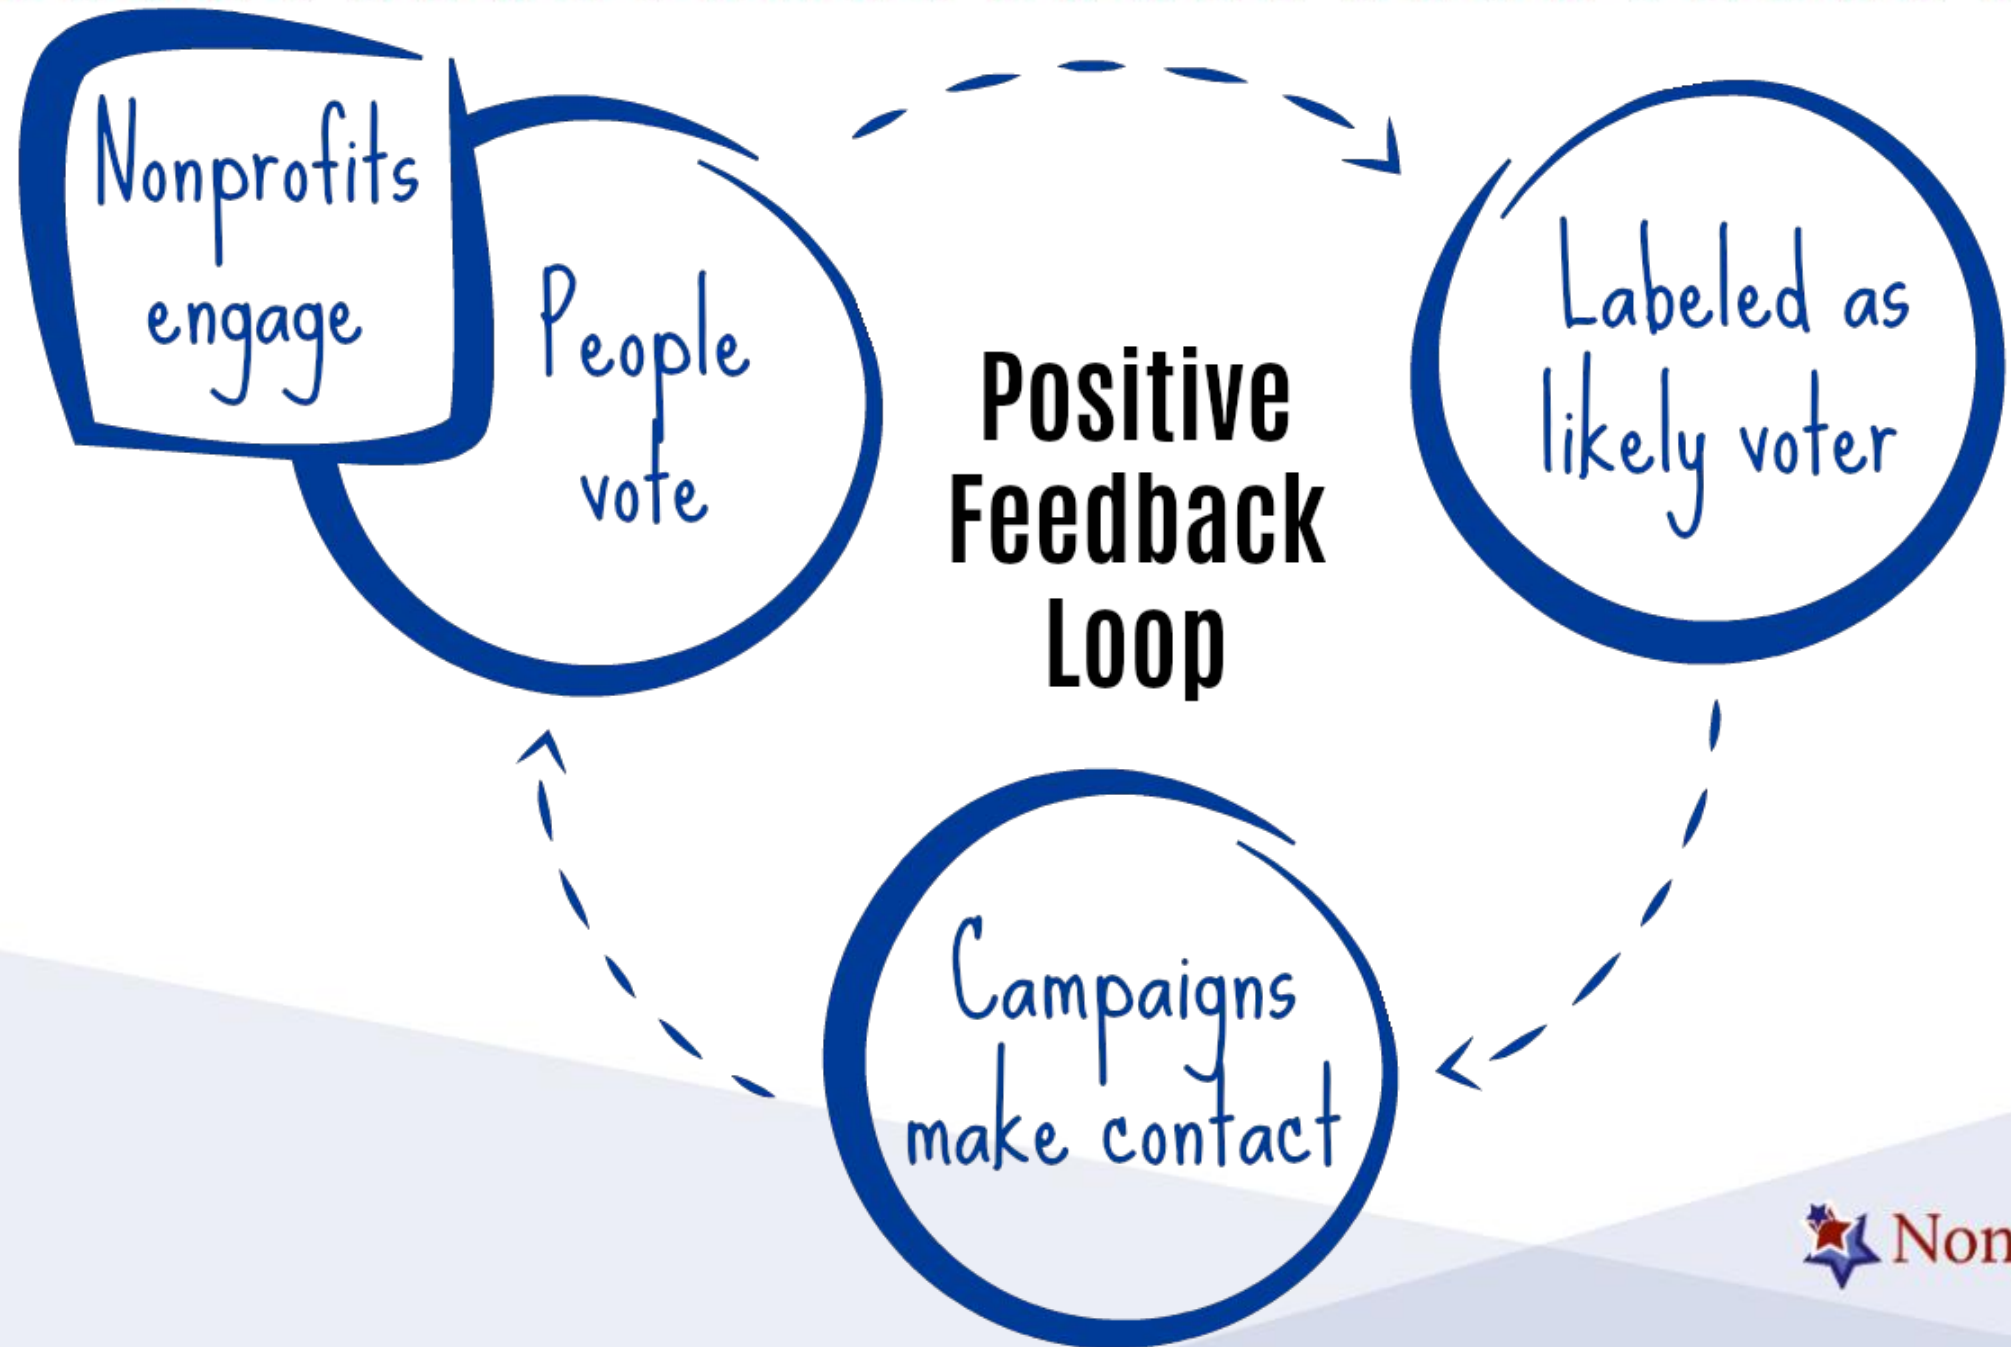 Nonprofits
engage
People
vote
Positive
Feedback
Loop
Labeled as
likely voter
Campaigns
make contact
Non